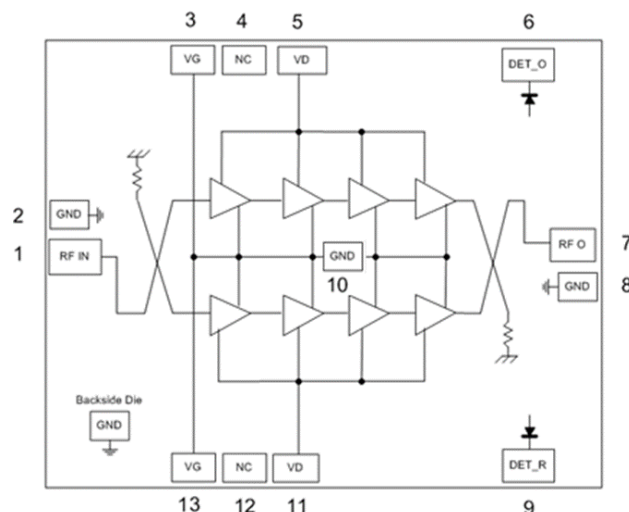 3 4 5 6
VG NC VD DET_O
2 GND
1 RF IN
GND
10
RF O 7
GND 8
Backside Die
GND
VG NC VD DET_R
13 12 11 9